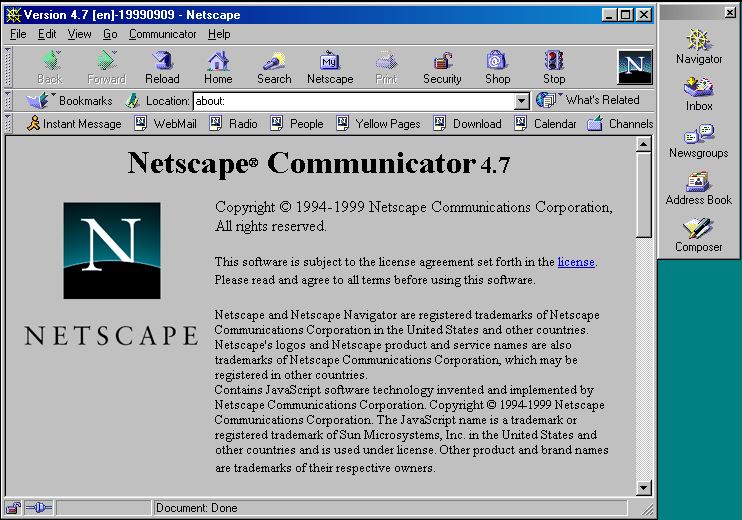 Version 4.7 [en]-19990909 - Netscape
File Edit View Go Communicator Help
Back Forward Reload Home Search My Netscape Print Security Shop Stop
N
Bookmarks Location: about: What's Related
Instant Message WebMail Radio People Yellow Pages Download Calendar Channels
Netscape® Communicator 4.7
N
NETSCAPE
Copyright © 1994-1999 Netscape Communications Corporation,
All rights reserved.
This software is subject to the license agreement set forth in the license.
Please read and agree to all terms before using this software.
Netscape and Netscape Navigator are registered trademarks of Netscape
Communications Corporation in the United States and other countries.
Netscape's logos and Netscape product and service names are also
trademarks of Netscape Communications Corporation, which may be
registered in other countries.
Contains JavaScript software technology invented and implemented by
Netscape Communications Corporation. Copyright © 1994-1999 Netscape
Communications Corporation. The JavaScript name is a trademark or
registered trademark of Sun Microsystems, Inc. in the United States and
other countries and is used under license. Other product and brand names
are trademarks of their respective owners.
Document: Done
Navigator
Inbox
Newsgroups
Address Book
Composer